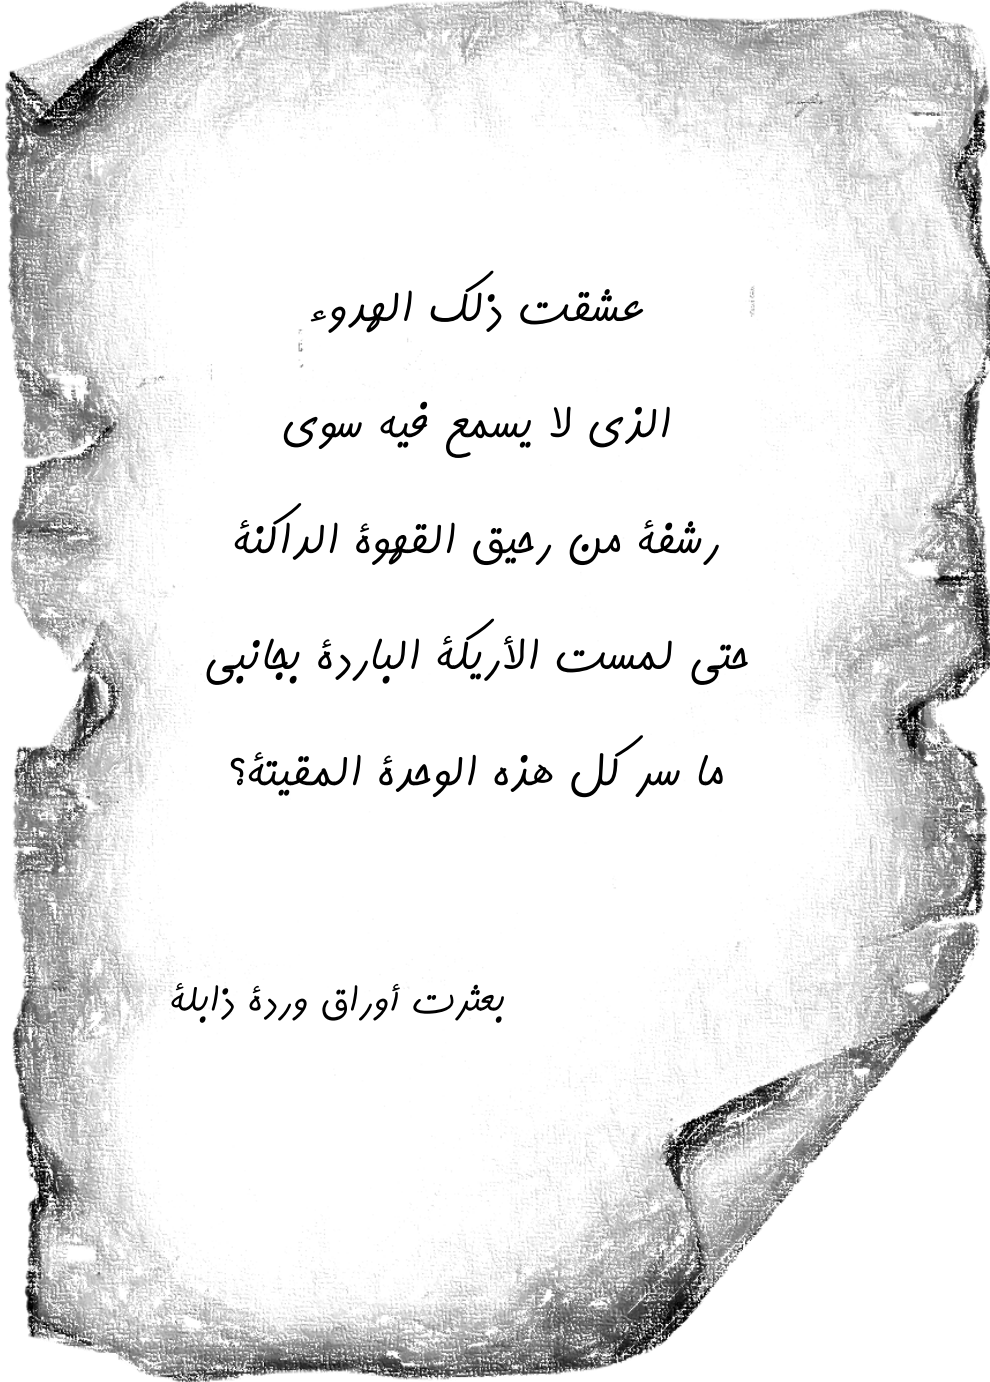 عشقت ذلك الهدوء
الذى لا يسمع فيه سوى
رشفة من رحيق القهوة الداكنة
حتى لمست الأريكة الباردة بجانبى
ما سر كل هذه الوحدة المقيتة؟
بعثرت أوراق وردة ذابلة